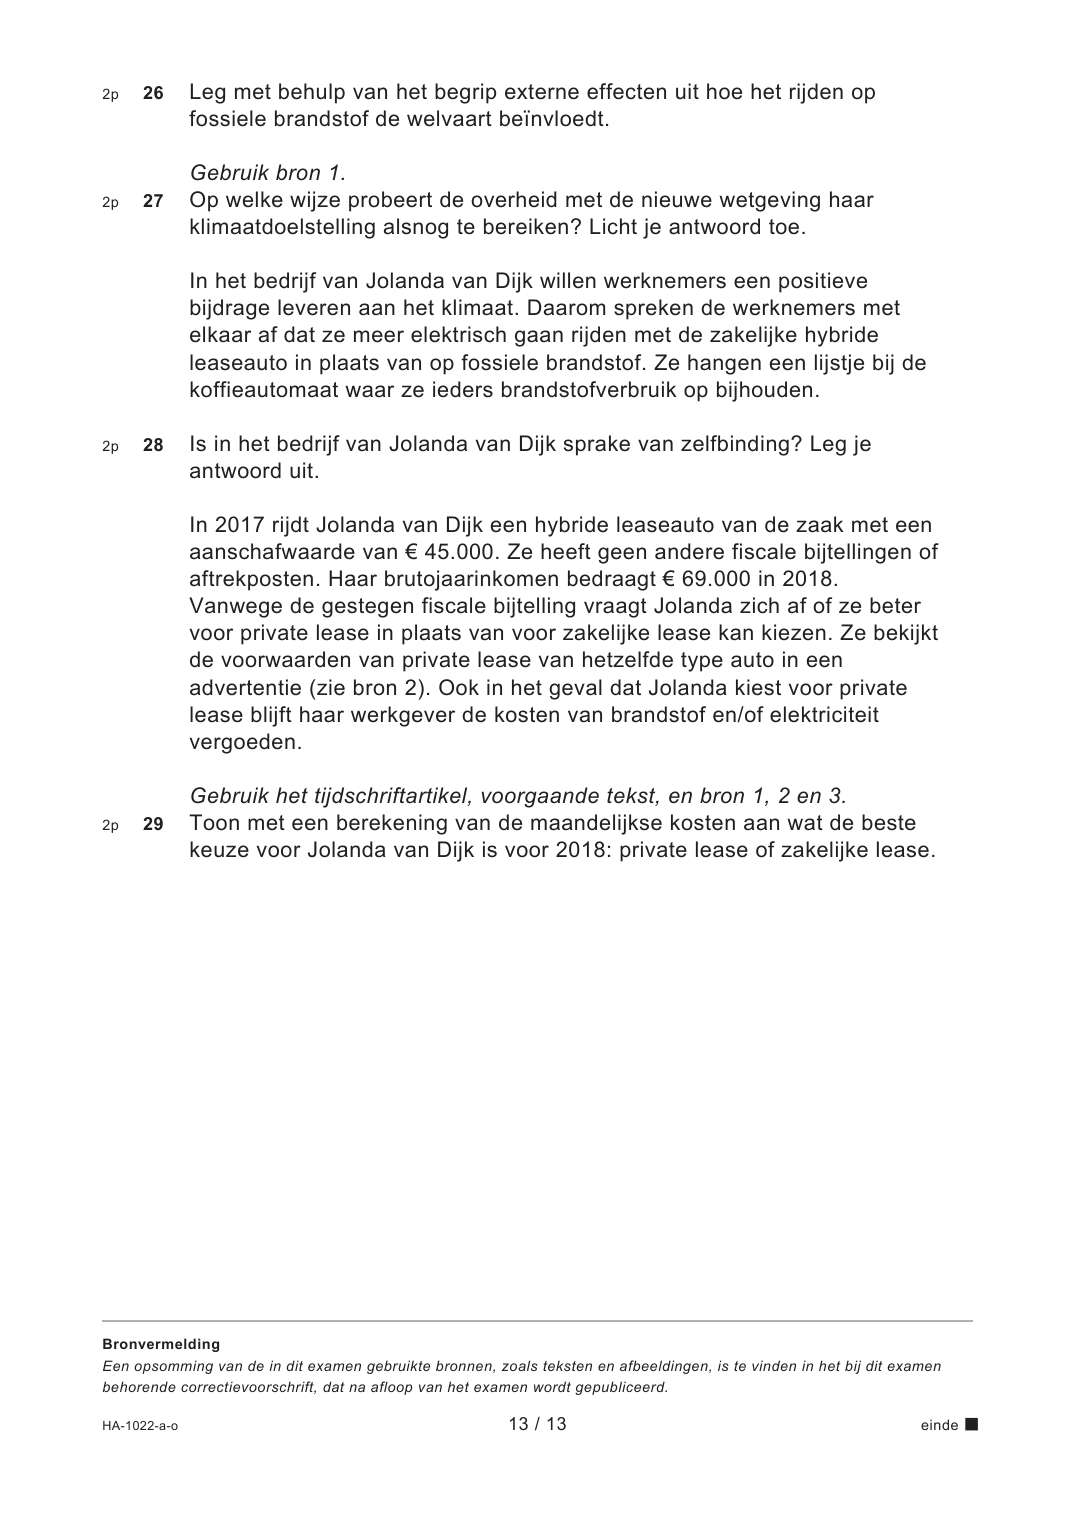 2p 26 Leg met behulp van het begrip externe effecten uit hoe het rijden op
fossiele brandstof de welvaart beïnvloedt.
Gebruik bron 1.
2p 27 Op welke wijze probeert de overheid met de nieuwe wetgeving haar
klimaatdoelstelling alsnog te bereiken? Licht je antwoord toe.
In het bedrijf van Jolanda van Dijk willen werknemers een positieve
bijdrage leveren aan het klimaat. Daarom spreken de werknemers met
elkaar af dat ze meer elektrisch gaan rijden met de zakelijke hybride
leaseauto in plaats van op fossiele brandstof. Ze hangen een lijstje bij de
koffieautomaat waar ze ieders brandstofverbruik op bijhouden.
2p 28 Is in het bedrijf van Jolanda van Dijk sprake van zelfbinding? Leg je
antwoord uit.
In 2017 rijdt Jolanda van Dijk een hybride leaseauto van de zaak met een
aanschafwaarde van € 45.000. Ze heeft geen andere fiscale bijtellingen of
aftrekposten. Haar brutojaarinkomen bedraagt € 69.000 in 2018.
Vanwege de gestegen fiscale bijtelling vraagt Jolanda zich af of ze beter
voor private lease in plaats van voor zakelijke lease kan kiezen. Ze bekijkt
de voorwaarden van private lease van hetzelfde type auto in een
advertentie (zie bron 2). Ook in het geval dat Jolanda kiest voor private
lease blijft haar werkgever de kosten van brandstof en/of elektriciteit
vergoeden.
Gebruik het tijdschriftartikel, voorgaande tekst, en bron 1, 2 en 3.
2p 29 Toon met een berekening van de maandelijkse kosten aan wat de beste
keuze voor Jolanda van Dijk is voor 2018: private lease of zakelijke lease.
Bronvermelding
Een opsomming van de in dit examen gebruikte bronnen, zoals teksten en afbeeldingen, is te vinden in het bij dit examen
behorende correctievoorschrift, dat na afloop van het examen wordt gepubliceerd.
HA-1022-a-o 13 / 13 einde